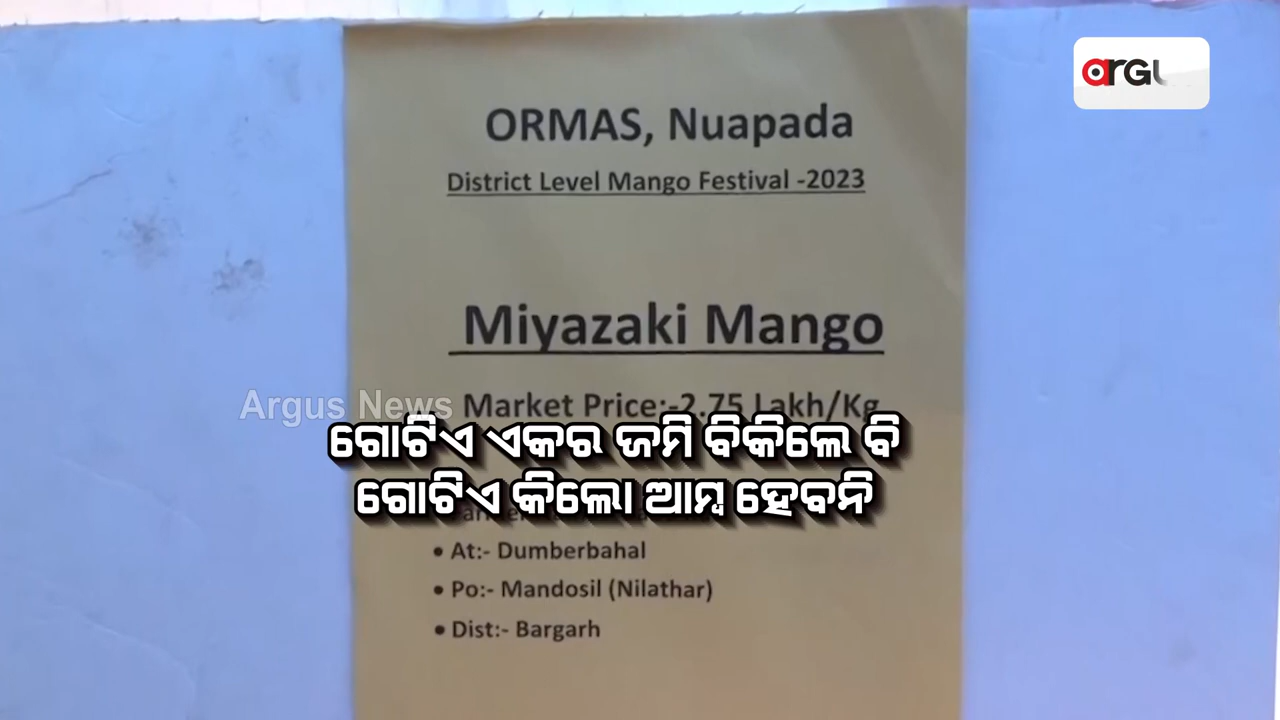 ARGU
ORMAS, Nuapada
District Level Mango Festival -2023
Miyazaki Mango
Argus News
Market Price:-2.75 Lakh/Kg
ଗୋଟିଏ ଏକର ଜମି ବିକିଲେ ବି
ଗୋଟିଏ କିଲୋ ଆମ୍ବ ହେବନି
• At:- Dumberbahal
• Po:- Mandosil (Nilathar)
• Dist:- Bargarh